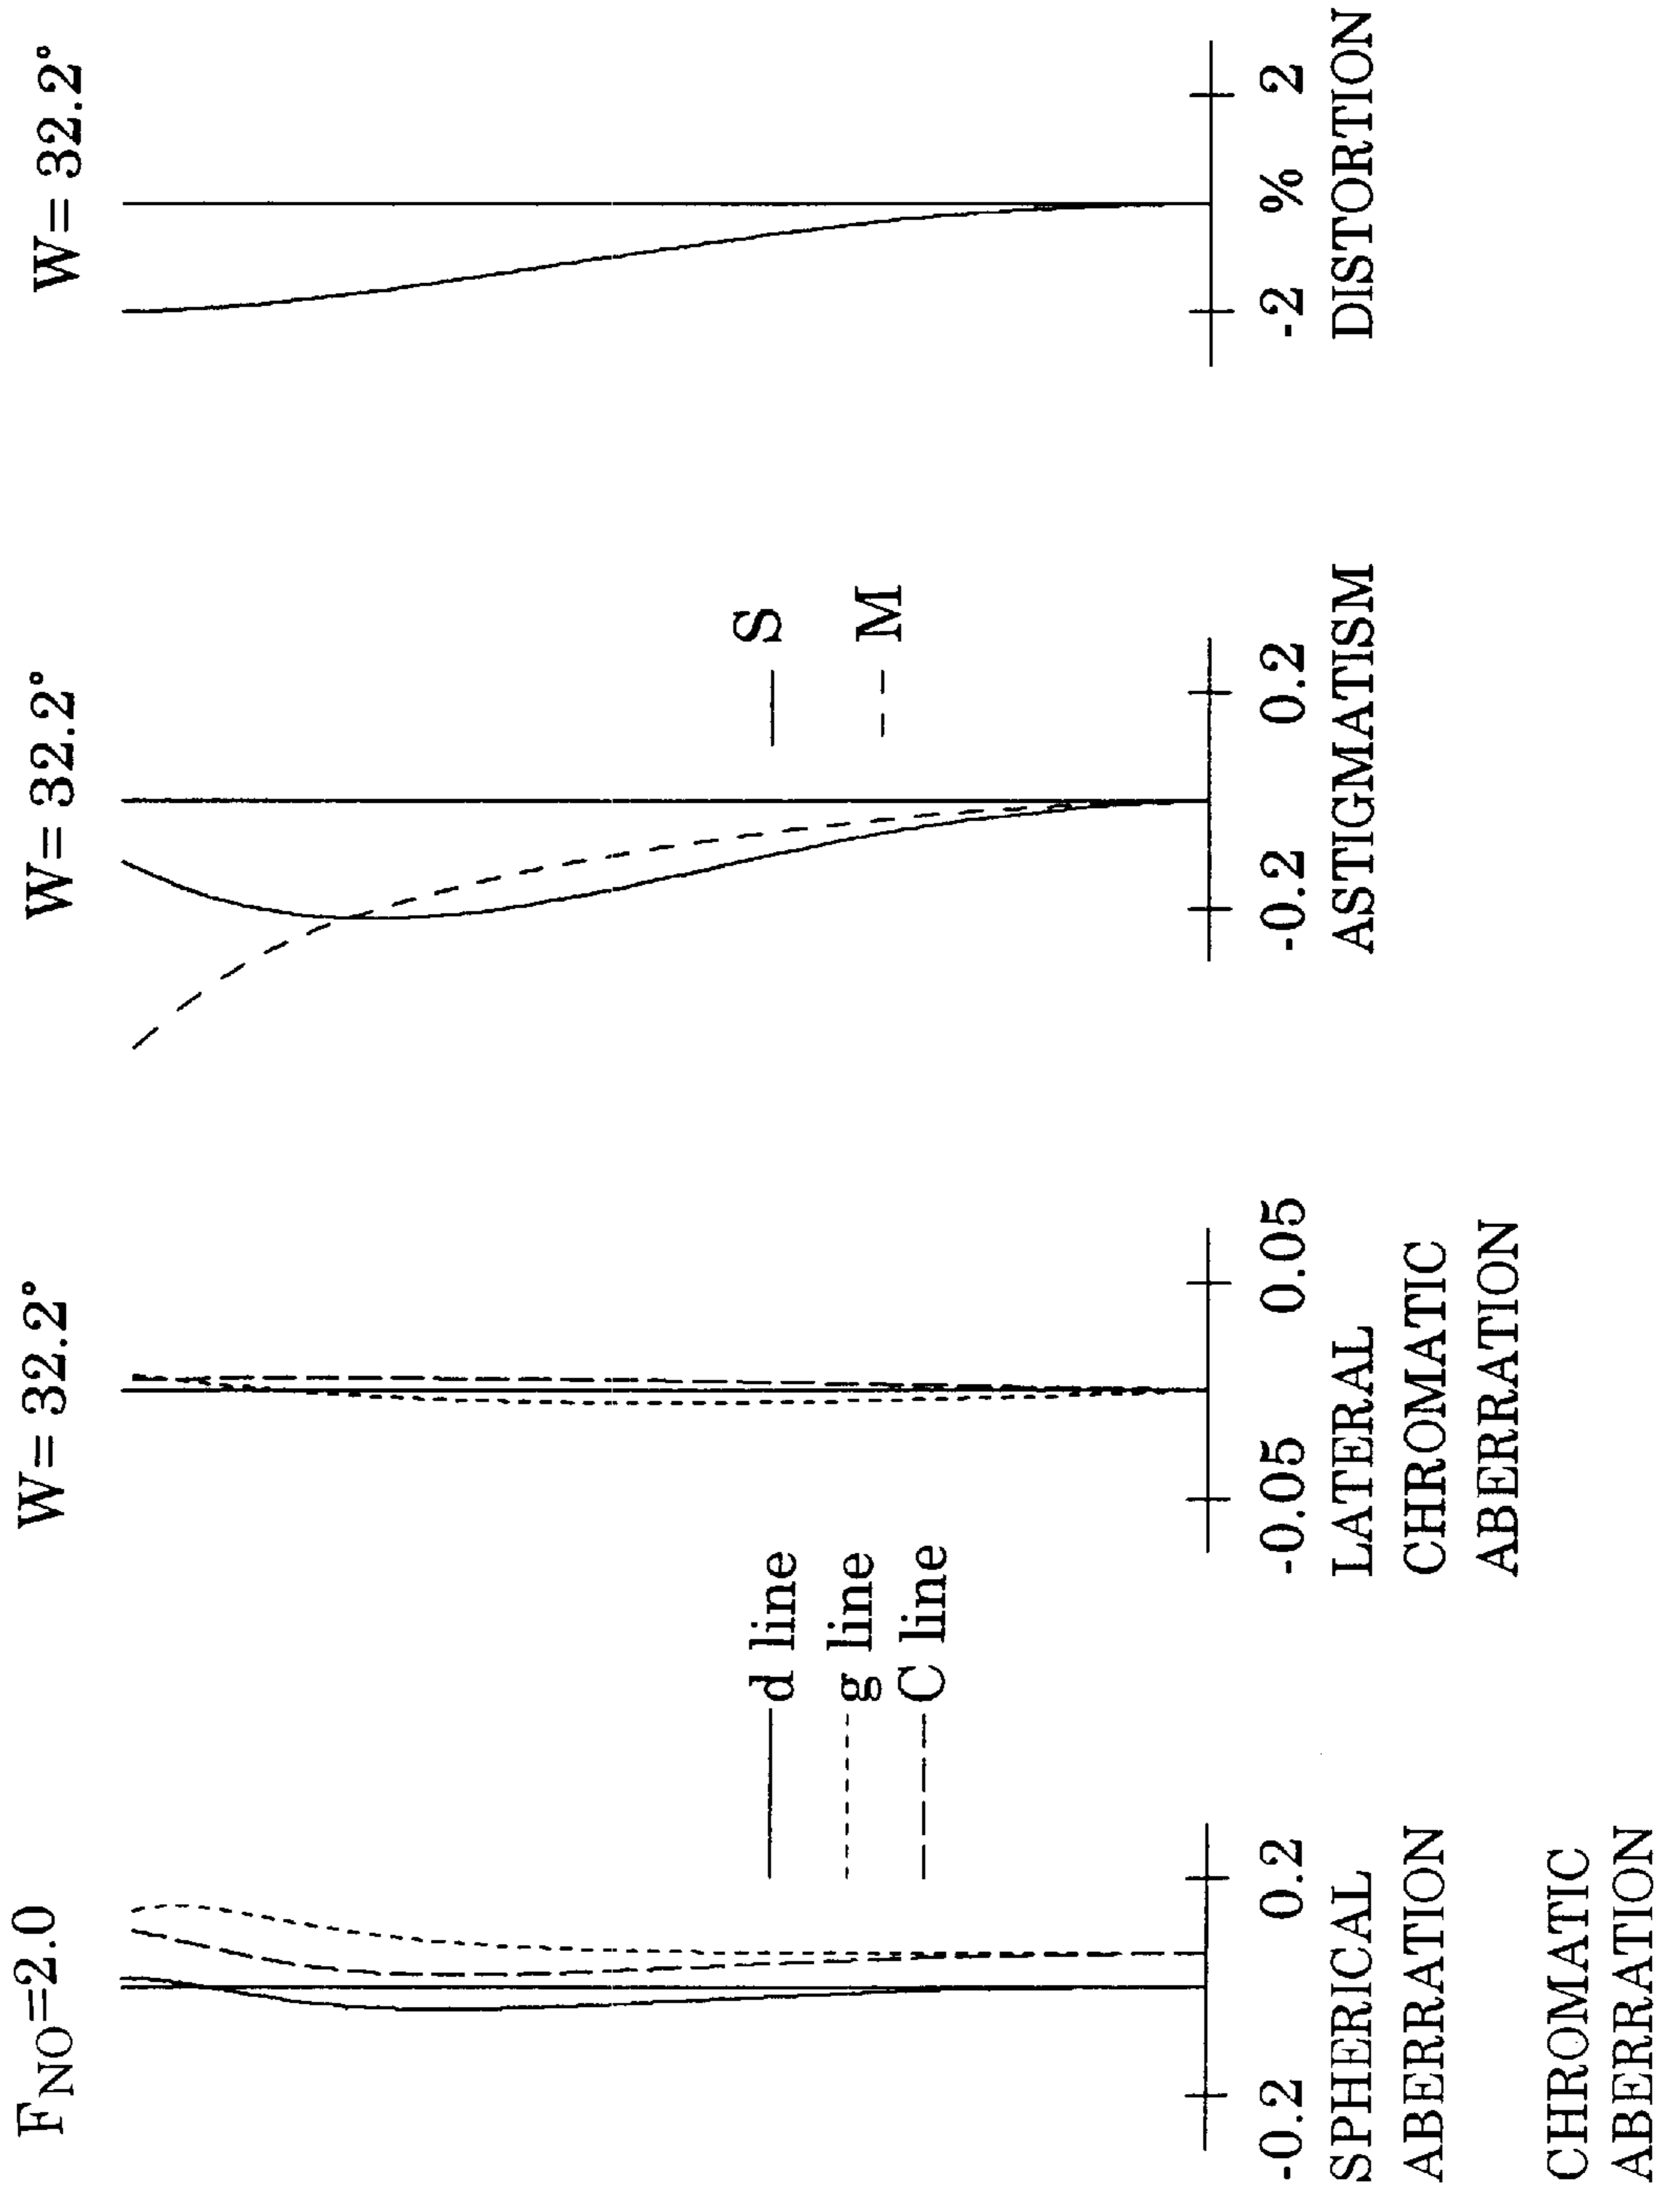 FNO=2.0
-0.2 0.2
SPHERICAL
ABERRATION
CHROMATIC
ABERRATION
d line
g line
C line
W=32.2°
-0.05 0.05
LATERAL
CHROMATIC
ABERRATION
W=32.2°
S
M
-0.2 0.2
ASTIGMATISM
W=32.2°
-2 % 2
DISTORTION